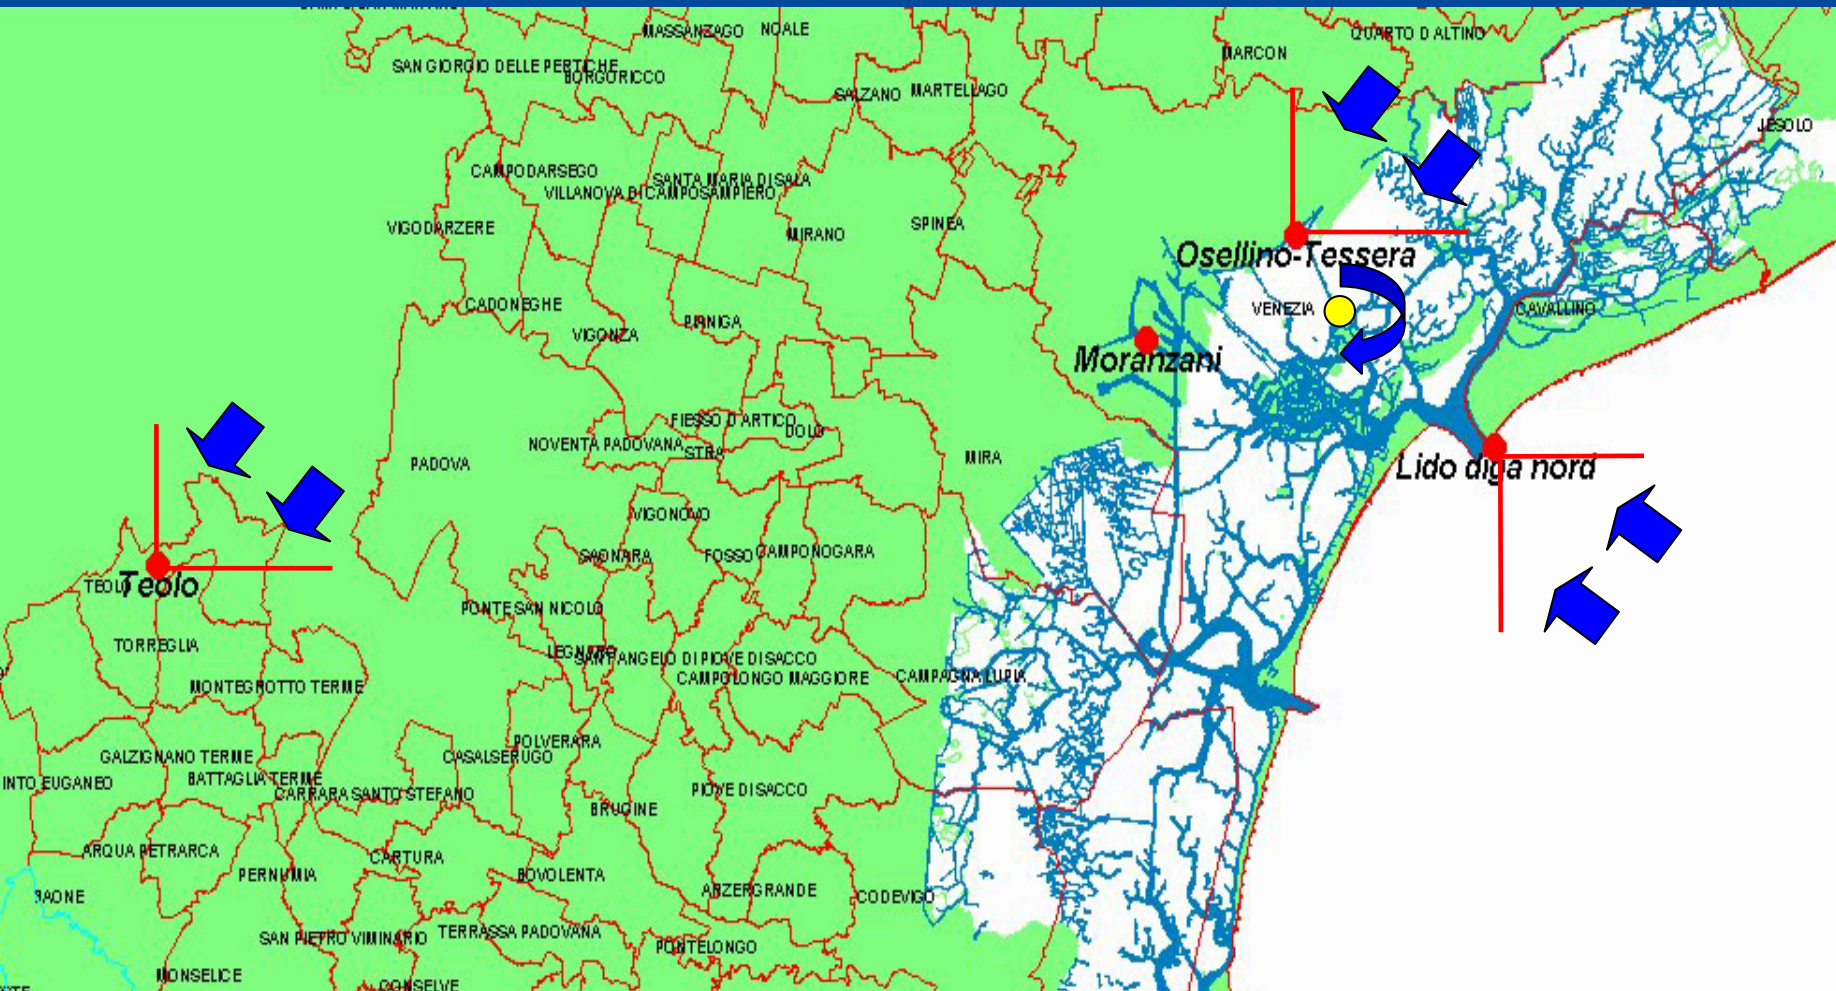 MASSANZAGO
NOALE
QUARTO D ALTINO
MARCON
SAN GIORGIO DELLE PERTICHE
BORGORICCO
SALZANO
MARTELLAGO
JESOLO
CAMPODARSEGO
SANTA MARIA DI SALA
VILLANOVA DI CAMPOSAMPIERO
VIGODARZERE
MIRANO
SPINEA
Osellino-Tessera
CADONEGHE
VIGONZA
PIANIGA
VENEZIA
CAVALLINO
Moranzani
FIESSO D'ARTICO
DOLO
NOVENTA PADOVANA
STRA
PADOVA
MIRA
Lido diga nord
VIGONOVO
SAONARA
FOSSO
CAMPONOGARA
TEOLO
Teolo
PONTE SAN NICOLO
TORREGLIA
LEGNARO
SANT'ANGELO DI PIOVE DI SACCO
CAMPOLONGO MAGGIORE
CAMPAGNA LUPIA
MONTEGROTTO TERME
POLVERARA
GALZIGNANO TERME
CASALSERUGO
BATTAGLIA TERME
INTO EUGANEO
CARRARA SANTO STEFANO
PIOVE DI SACCO
BRUGINE
ARQUA PETRARCA
CARTURA
PERNUMIA
BOVOLENTA
ARZERGRANDE
CODEVIGO
BAONE
SAN PIETRO VIMINARIO
TERRASSA PADOVANA
PONTELONGO
MONSELICE
CONSELVE